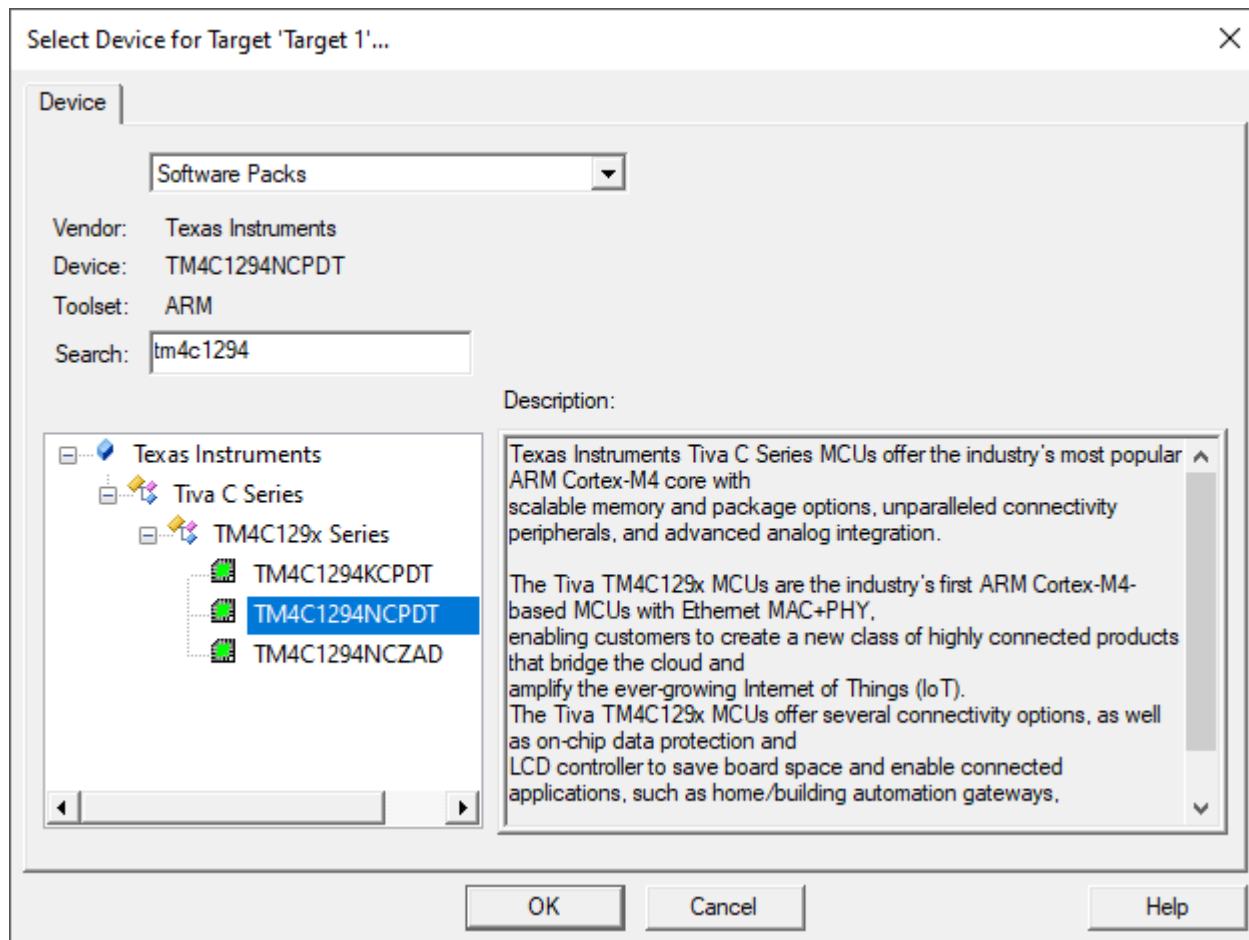 Select Device for Target 'Target 1'...
Device
Software Packs
Vendor: Texas Instruments
Device: TM4C1294NCPDT
Toolset: ARM
Search: tm4c1294
Description:
Texas Instruments
Tiva C Series
TM4C129x Series
TM4C1294KCPDT
TM4C1294NCPDT
TM4C1294NCZAD
Texas Instruments Tiva C Series MCUs offer the industry's most popular
ARM Cortex-M4 core with
scalable memory and package options, unparalleled connectivity
peripherals, and advanced analog integration.
The Tiva TM4C129x MCUs are the industry's first ARM Cortex-M4-
based MCUs with Ethernet MAC+PHY,
enabling customers to create a new class of highly connected products
that bridge the cloud and
amplify the ever-growing Internet of Things (IoT).
The Tiva TM4C129x MCUs offer several connectivity options, as well
as on-chip data protection and
LCD controller to save board space and enable connected
applications, such as home/building automation gateways,
OK
Cancel
Help